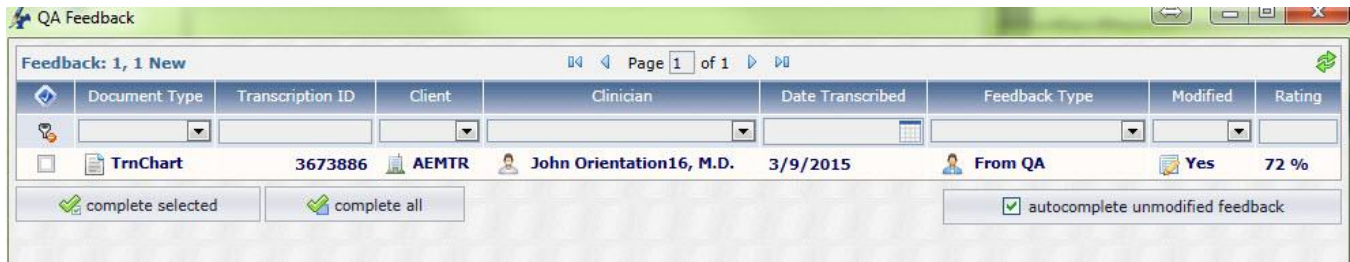 QA Feedback
Feedback: 1, 1 New Page 1 of 1
Document Type Transcription ID Client Clinician Date Transcribed Feedback Type Modified Rating
TrnChart 3673886 AEMTR John Orientation16, M.D. 3/9/2015 From QA Yes 72 %
complete selected complete all autocomplete unmodified feedback